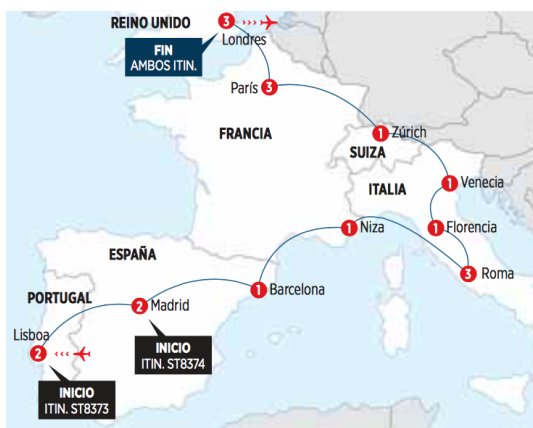 REINO UNIDO
3
Londres
FIN
AMBOS ITIN.
París
3
FRANCIA
1
Zúrich
SUIZA
ITALIA
1
Venecia
1
Niza
1
Florencia
3
Roma
ESPAÑA
1
Barcelona
PORTUGAL
2
Madrid
Lisboa
2
INICIO
ITIN. ST8374
INICIO
ITIN. ST8373